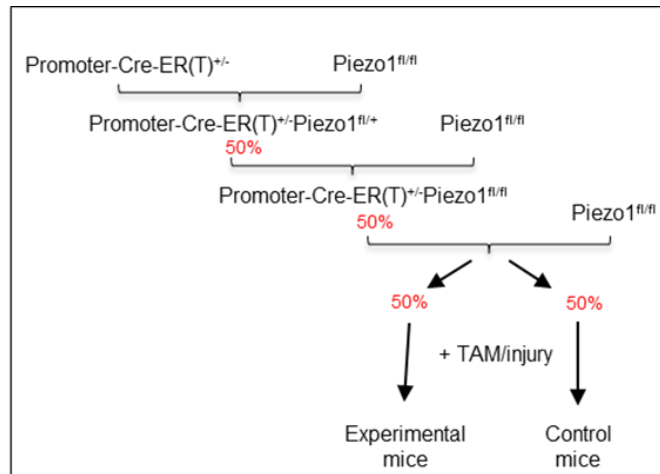 Promoter-Cre-ER(T)+/- Piezo1fl/fl
Promoter-Cre-ER(T)+/-Piezo1fl/+ Piezo1fl/fl
50%
Promoter-Cre-ER(T)+/-Piezo1fl/fl
Piezo1fl/fl
50%
50% 50%
+ TAM/injury
Experimental Control
mice mice